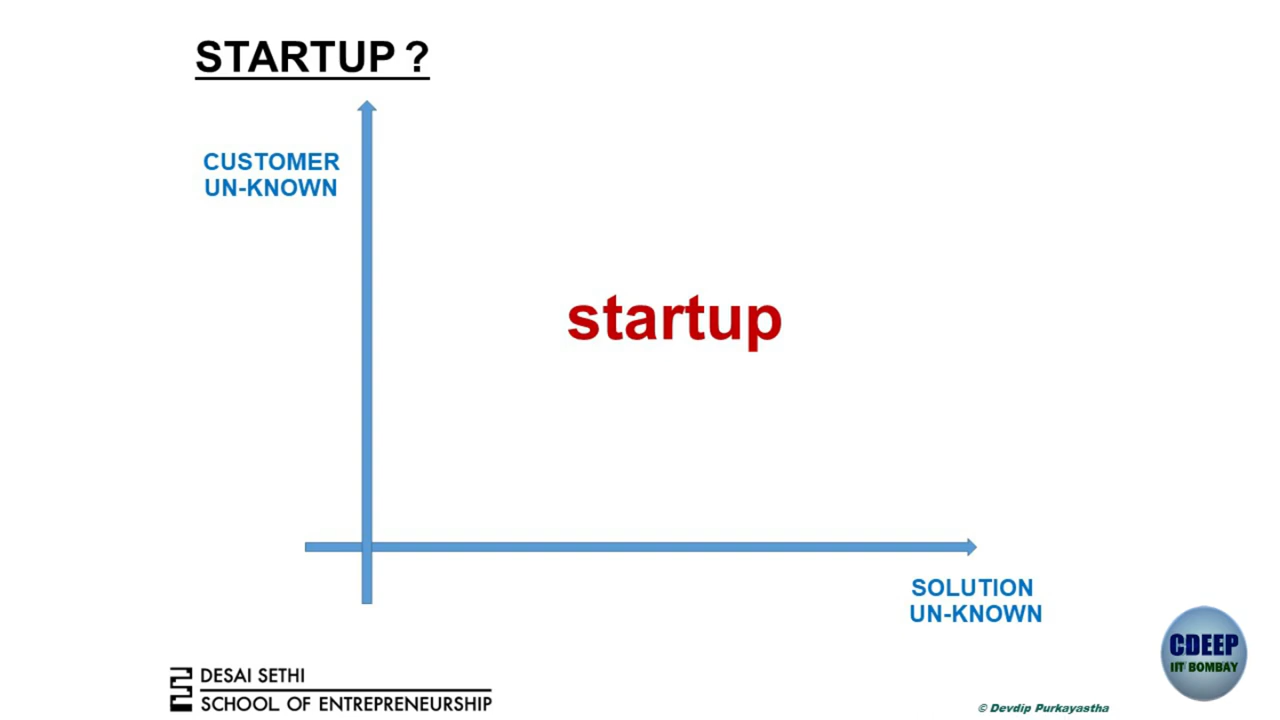 STARTUP ?
CUSTOMER
UN-KNOWN
startup
SOLUTION
UN-KNOWN
DESAI SETHI
SCHOOL OF ENTREPRENEURSHIP
© Devdip Purkayastha
CDEEP
IIT BOMBAY